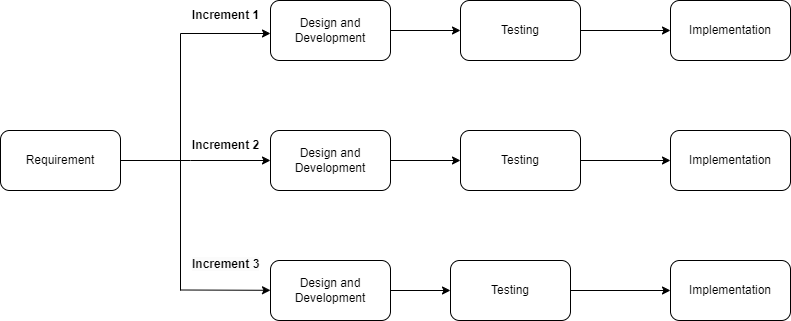 Increment 1
Design and
Development
Testing
Implementation
Requirement
Increment 2
Design and
Development
Testing
Implementation
Increment 3
Design and
Development
Testing
Implementation